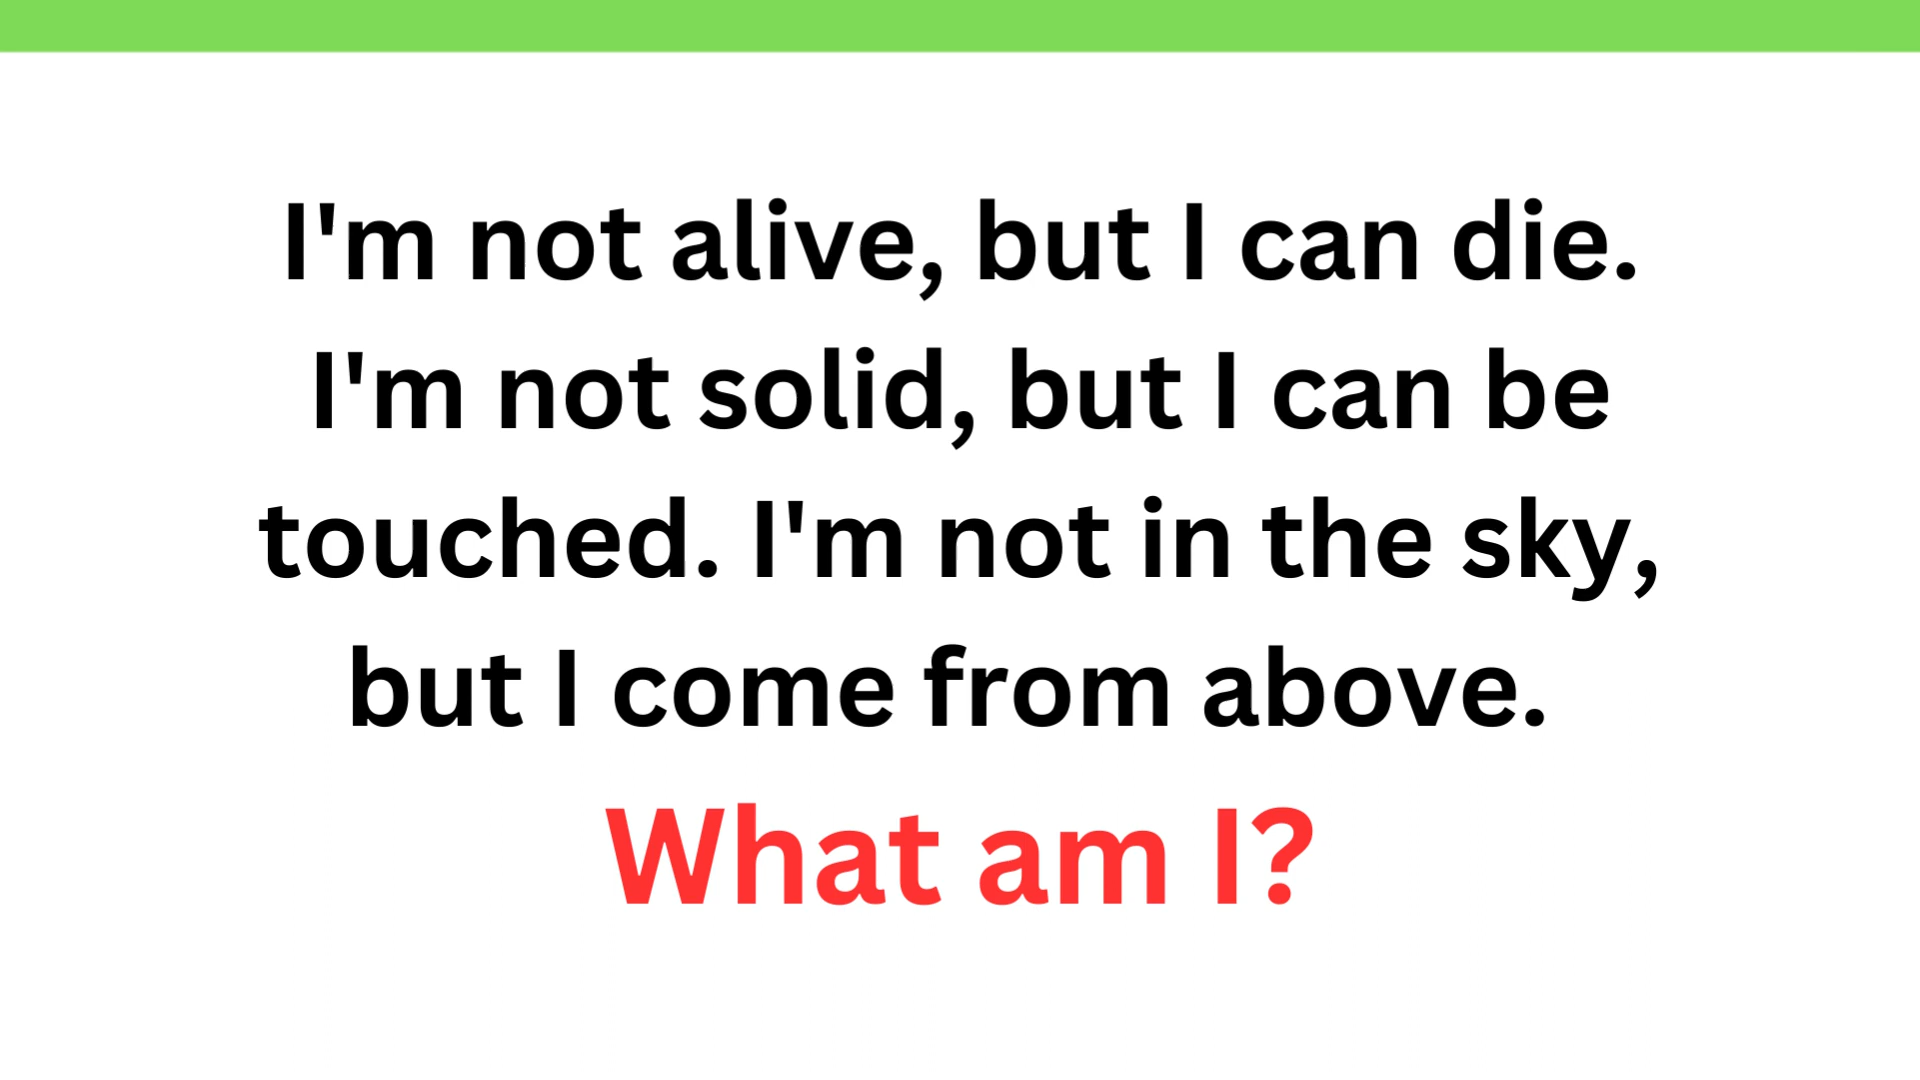 I'm not alive, but I can die.
I'm not solid, but I can be
touched. I'm not in the sky,
but I come from above.
What am I?